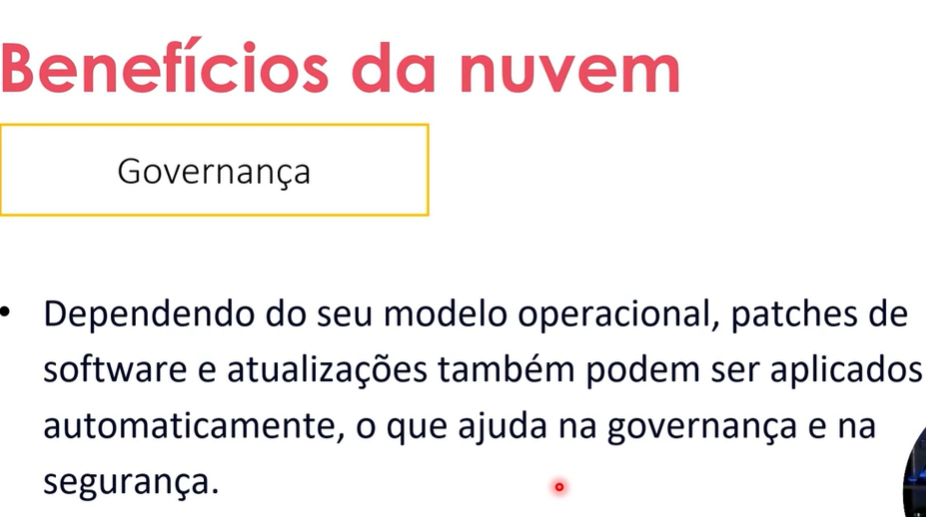 Benefícios da nuvem
Governança
• Dependendo do seu modelo operacional, patches de
software e atualizações também podem ser aplicados
automaticamente, o que ajuda na governança e na
segurança.